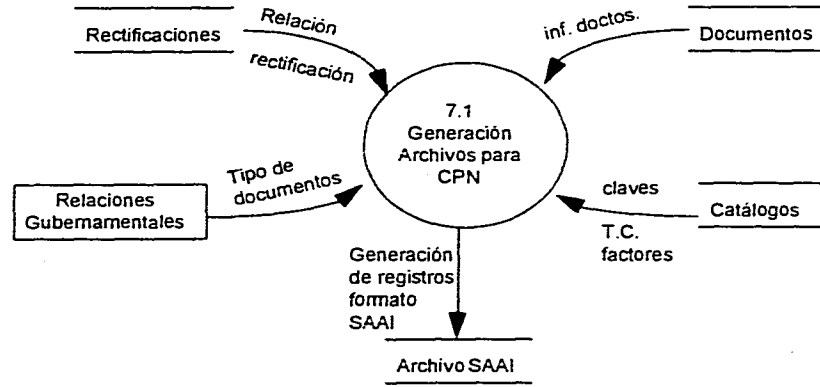 Rectificaciones
Relación
rectificación
inf. doctos.
Documentos
7.1
Generación
Archivos para
CPN
Relaciones
Gubernamentales
Tipo de
documentos
claves
T.C.
factores
Catálogos
Generación
de registros
formato
SAAI
Archivo SAAI